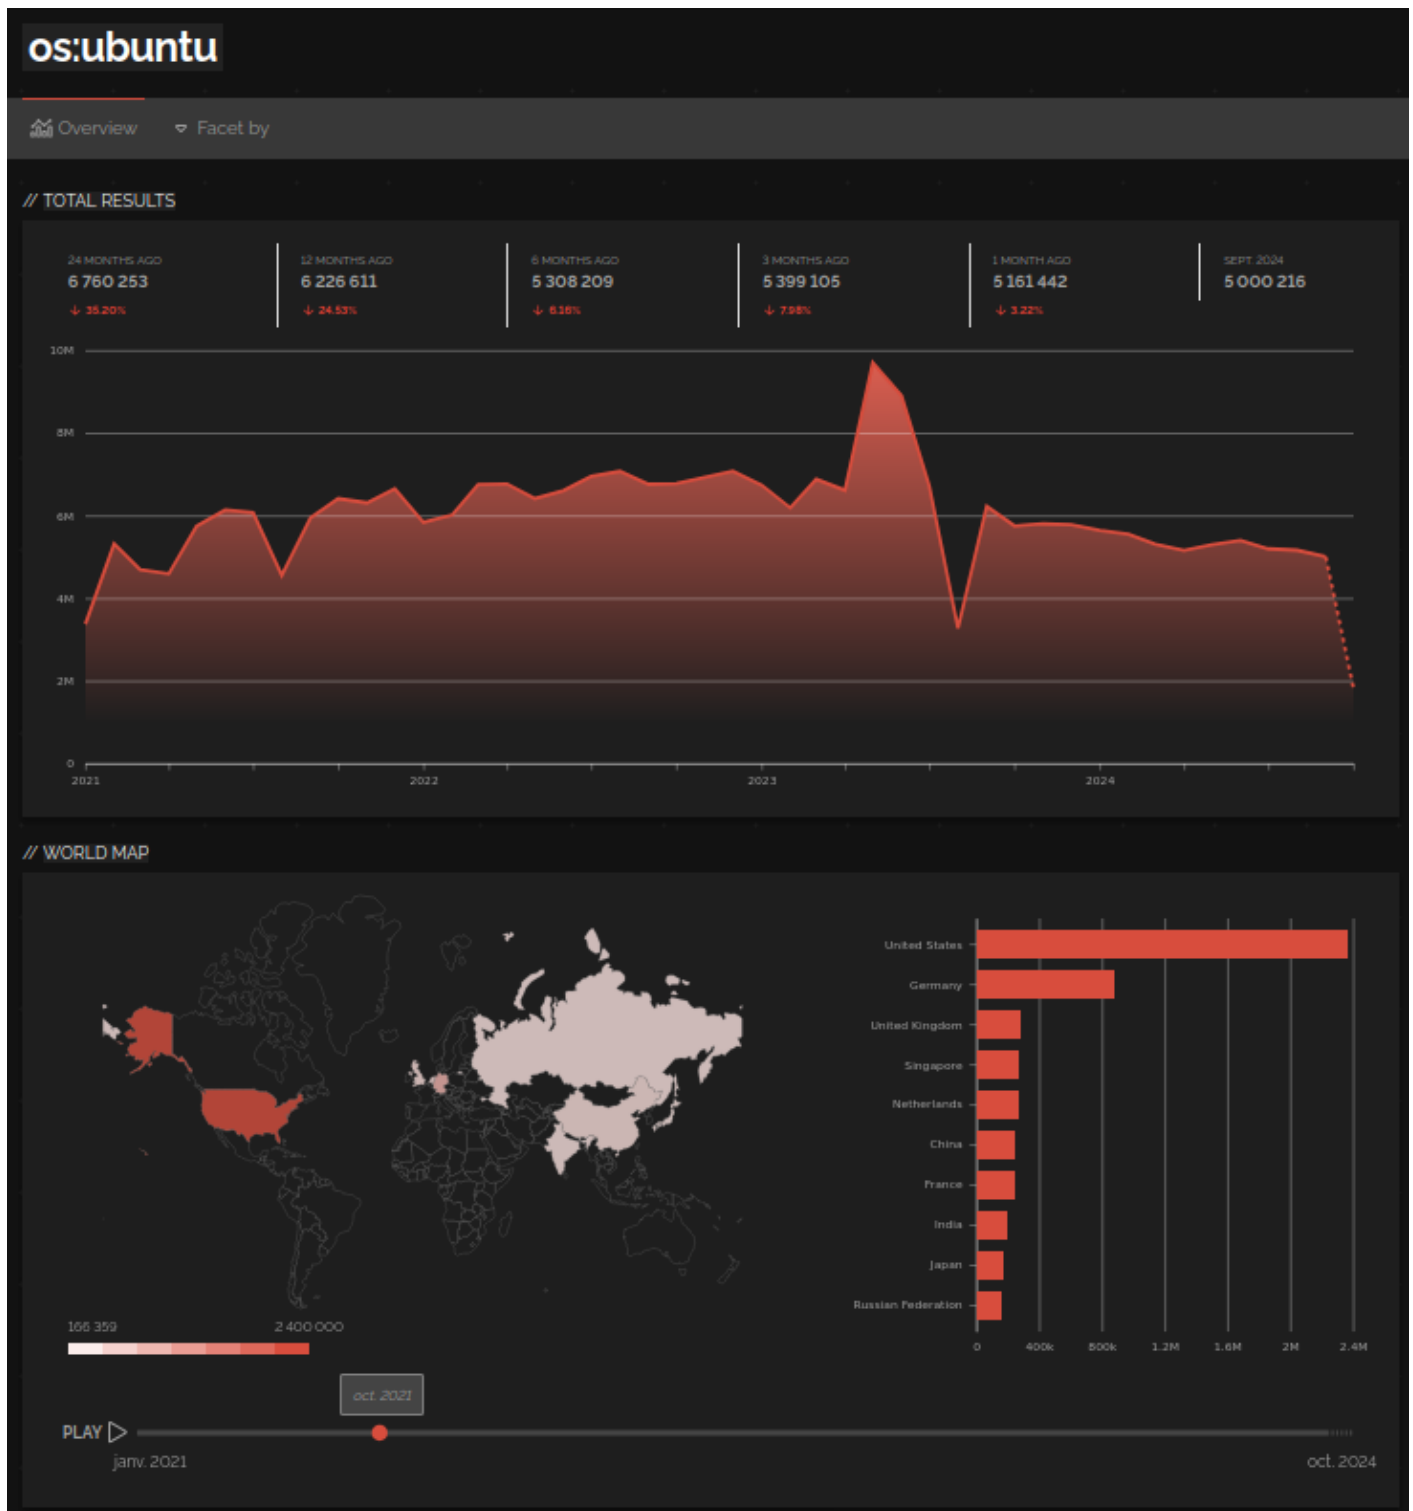 os:ubuntu
Overview
Facet by
// TOTAL RESULTS
24 MONTHS AGO
6 760 253
↓ 35.20%
12 MONTHS AGO
6 226 611
↓ 24.53%
6 MONTHS AGO
5 308 209
↓ 6.16%
3 MONTHS AGO
5 399 105
↓ 7.98%
1 MONTH AGO
5 161 442
↓ 3.22%
SEPT. 2024
5 000 216
10M
8M
6M
4M
2M
0
2021
2022
2023
2024
// WORLD MAP
166 359
2 400 000
United States
Germany
United Kingdom
Singapore
Netherlands
China
France
India
Japan
Russian Federation
0
400k
800k
1.2M
1.6M
2M
2.4M
oct. 2021
PLAY
janv. 2021
oct. 2024